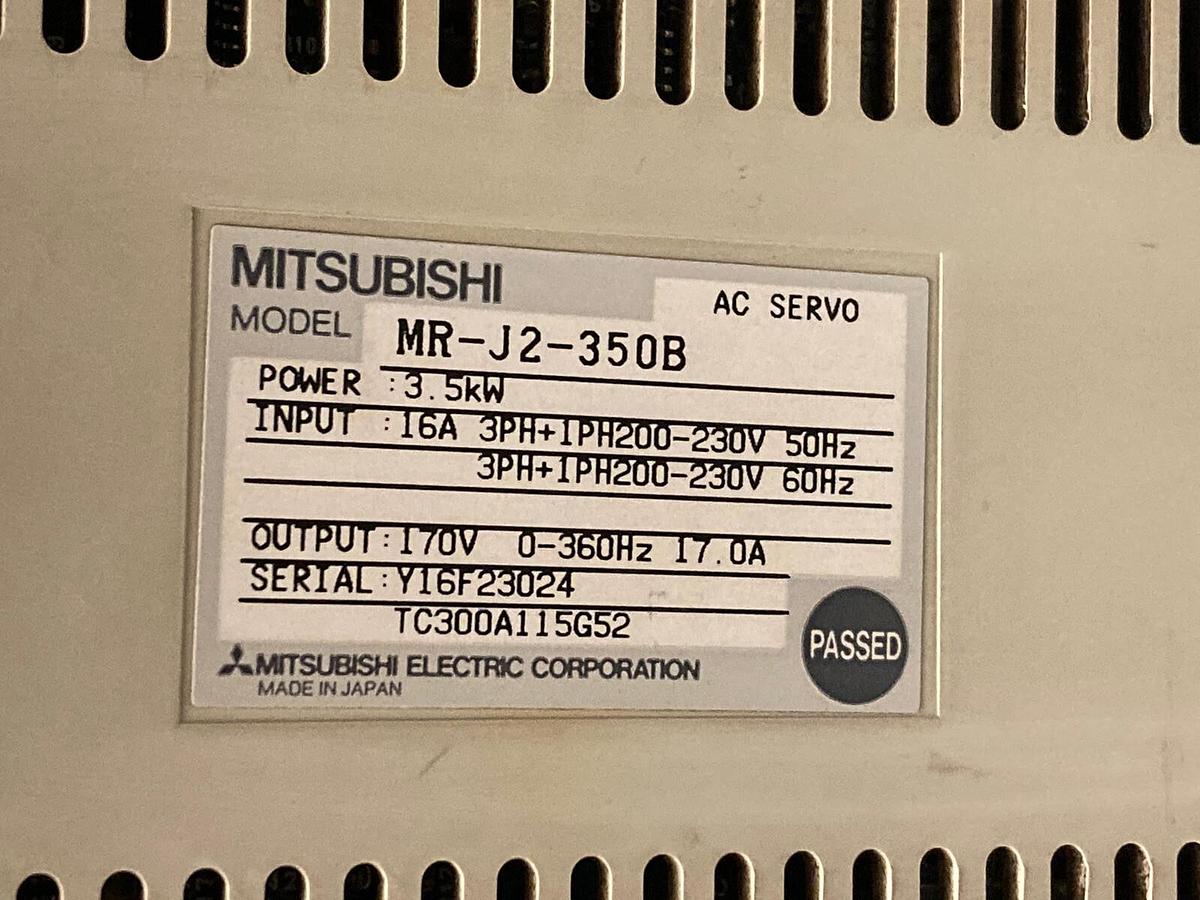 MITSUBISHI
AC SERVO
MODEL MR-J2-350B
POWER :3.5kW
INPUT :16A 3PH+1PH200-230V 50Hz
3PH+1PH200-230V 60Hz
OUTPUT:170V 0-360Hz 17.0A
SERIAL:Y16F23024
TC300A115G52
PASSED
MITSUBISHI ELECTRIC CORPORATION
MADE IN JAPAN